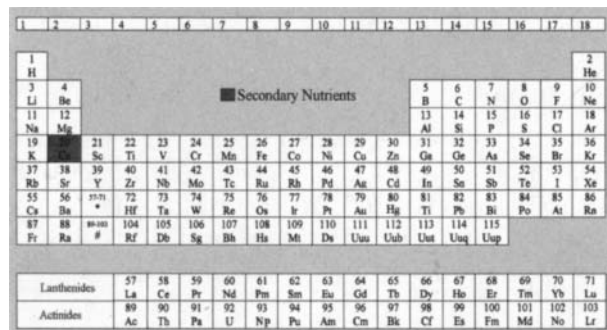 1 2 3 4 5 6 7 8 9 10 11 12 13 14 15 16 17 18
1 2
H He
3 4 Secondary Nutrients 5 6 7 8 9 10
Li Be B C N O F Ne
11 12 13 14 15 16 17 18
Na Mg Al Si P S Cl Ar
19 20 21 22 23 24 25 26 27 28 29 30 31 32 33 34 35 36
K Ca Sc Ti V Cr Mn Fe Co Ni Cu Zn Ga Ge As Se Br Kr
37 38 39 40 41 42 43 44 45 46 47 48 49 50 51 52 53 54
Rb Sr Y Zr Nb Mo Tc Ru Rh Pd Ag Cd In Sn Sb Te I Xe
55 56 57-71 72 73 74 75 76 77 78 79 80 81 82 83 84 85 86
Cs Ba * Hf Ta W Re Os Ir Pt Au Hg Ti Pb Bi Po At Rn
87 88 89-103 104 105 106 107 108 109 110 111 112 113 114 115
Fr Ra # Rf Db Sg Bh Hs Mt Ds Uuu Uub Uut Uuq Uup
Lanthenides 57 58 59 60 61 62 63 64 65 66 67 68 69 70 71
La Ce Pr Nd Pm Sm Eu Gd Tb Dy Ho Er Tm Yb Lu
Actinides 89 90 91 92 93 94 95 96 97 98 99 100 101 102 103
Ac Th Pa U Np Pu Am Cm Bk Cf Es Fm Md No Lr